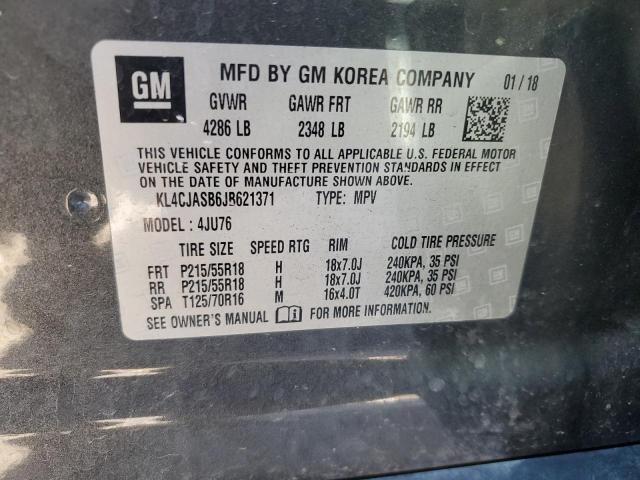 GM
MFD BY GM KOREA COMPANY 01/18
GVWR GAWR FRT GAWR RR
4286 LB 2348 LB 2194 LB
THIS VEHICLE CONFORMS TO ALL APPLICABLE U.S. FEDERAL MOTOR
VEHICLE SAFETY AND THEFT PREVENTION STANDARDS IN EFFECT
ON THE DATE OF MANUFACTURE SHOWN ABOVE.
KL4CJASB6JB621371 TYPE: MPV
MODEL: 4JU76
TIRE SIZE SPEED RTG RIM COLD TIRE PRESSURE
FRT P215/55R18 H 18x7.0J 240KPA, 35 PSI
RR P215/55R18 H 18x7.0J 240KPA, 35 PSI
SPA T125/70R16 M 16x4.0T 420KPA, 60 PSI
SEE OWNER'S MANUAL FOR MORE INFORMATION.